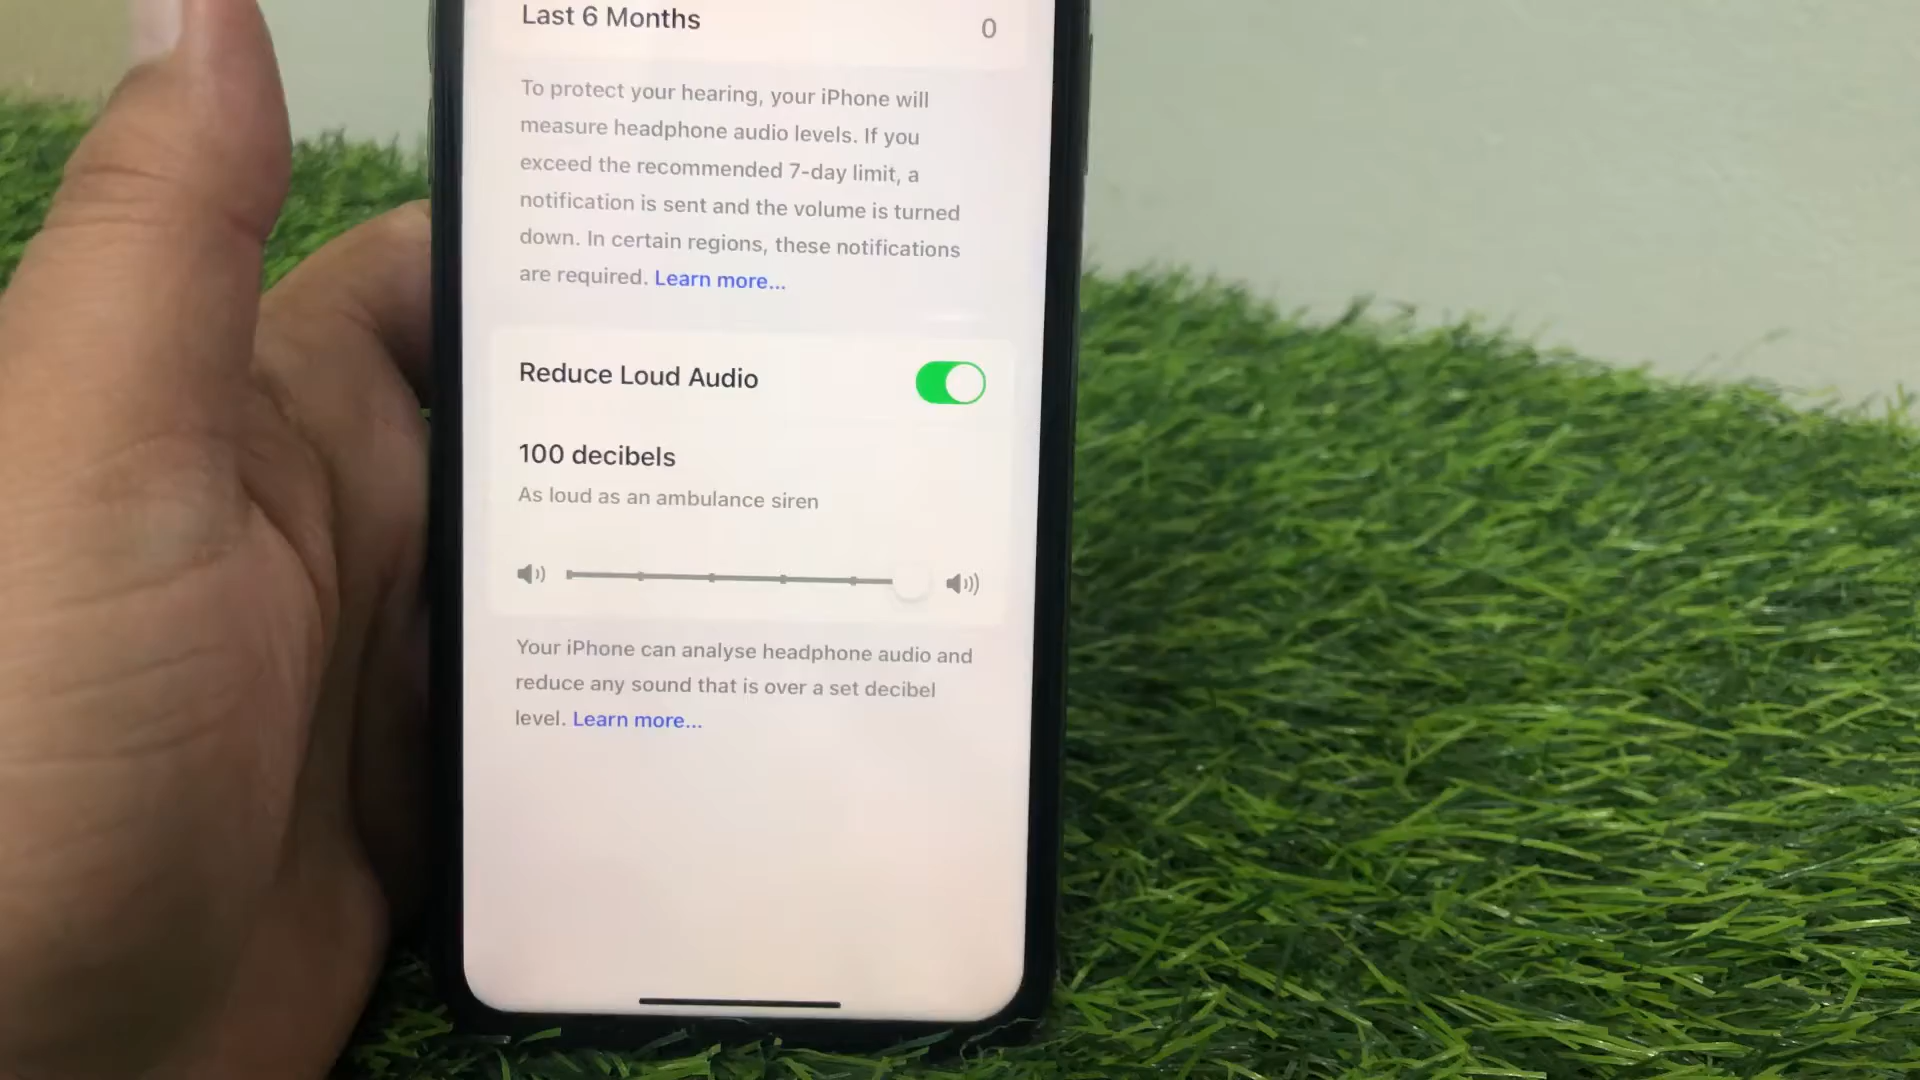 Last 6 Months
0
To protect your hearing, your iPhone will
measure headphone audio levels. If you
exceed the recommended 7-day limit, a
notification is sent and the volume is turned
down. In certain regions, these notifications
are required. Learn more...
Reduce Loud Audio
100 decibels
As loud as an ambulance siren
Your iPhone can analyse headphone audio and
reduce any sound that is over a set decibel
level. Learn more...